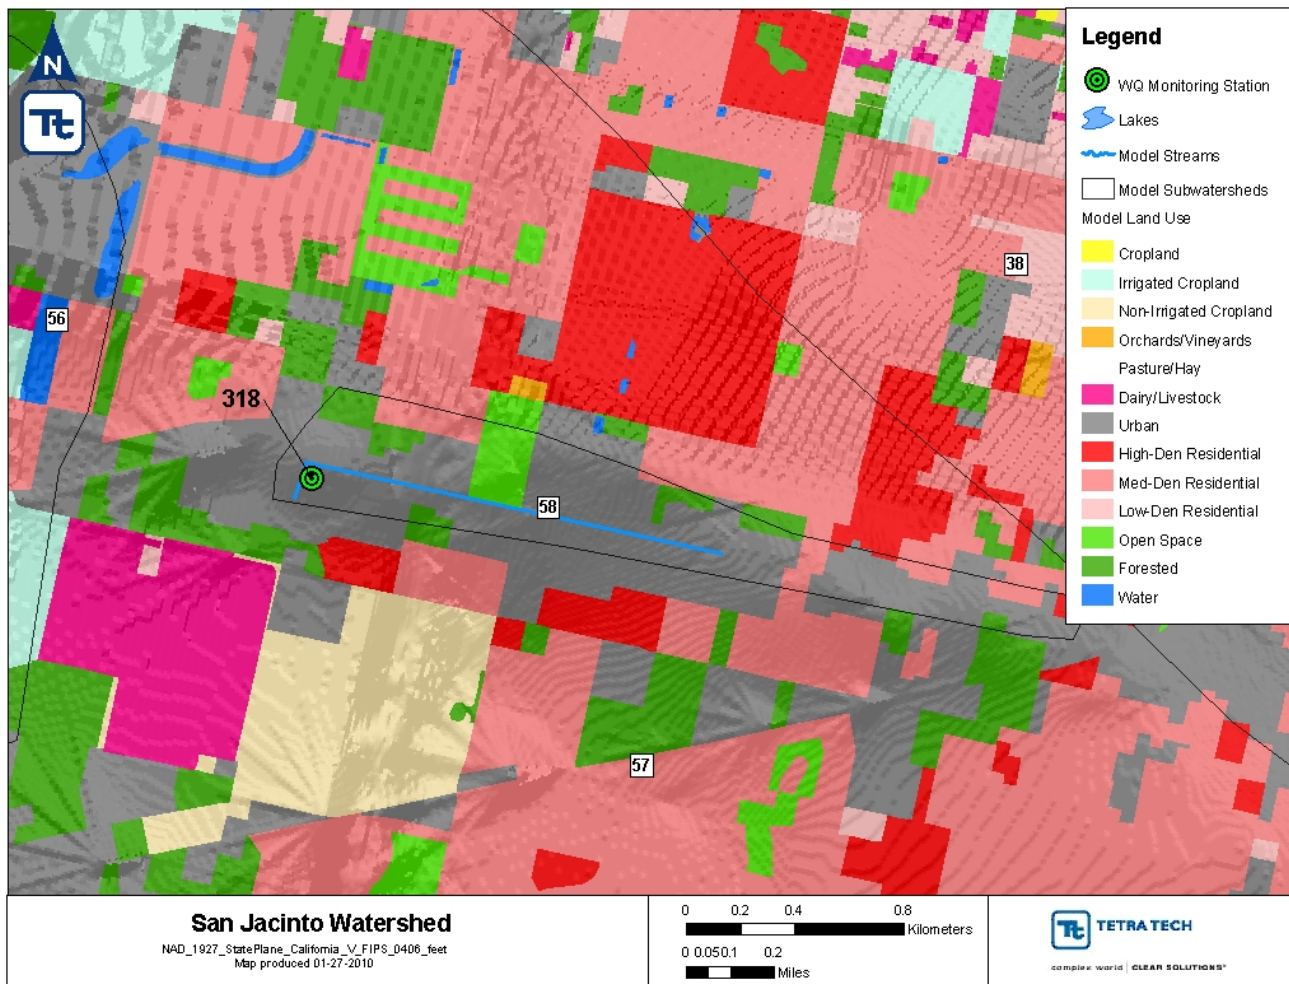 N
Tt
56
318
58
38
57
Legend
WQ Monitoring Station
Lakes
Model Streams
Model Subwatersheds
Model Land Use
Cropland
Irrigated Cropland
Non-Irrigated Cropland
Orchards/Vineyards
Pasture/Hay
Dairy/Livestock
Urban
High-Den Residential
Med-Den Residential
Low-Den Residential
Open Space
Forested
Water
San Jacinto Watershed
NAD_1927_StatePlane_California_V_FIPS_0406_feet
Map produced 01-27-2010
0 0.2 0.4 0.8
Kilometers
0 0.05 0.1 0.2
Miles
Tt TETRA TECH
complex world | CLEAR SOLUTIONS™